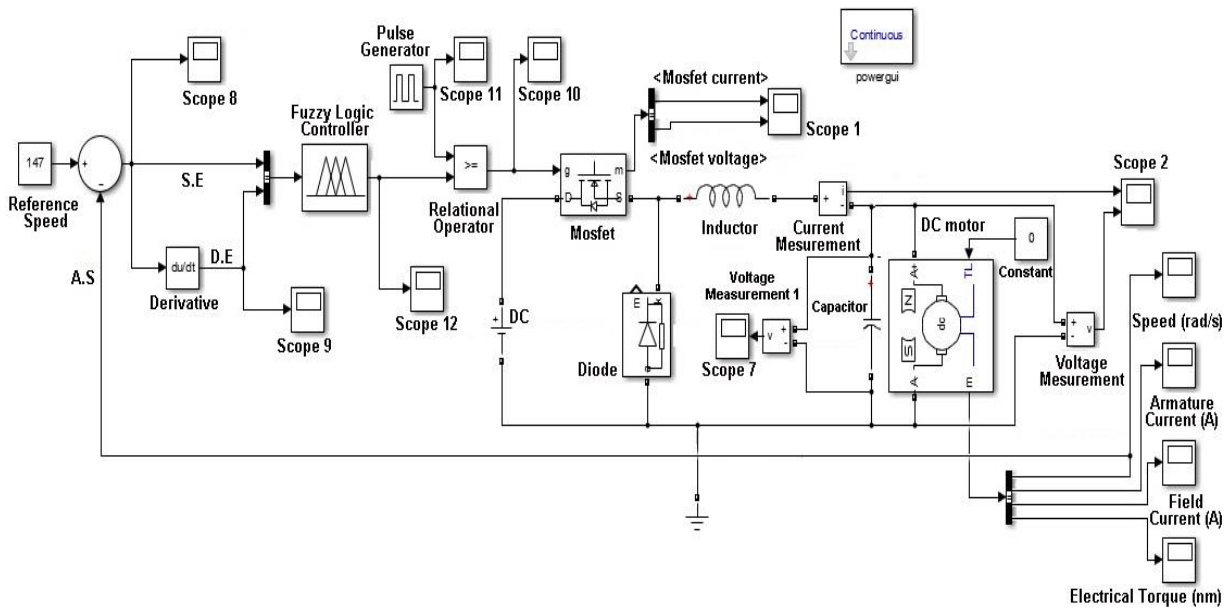 Pulse
Generator
Continuous
powergui
Scope 8
Scope 11
Scope 10
<Mosfet current>
Scope 1
<Mosfet voltage>
Fuzzy Logic
Controller
147
+
-
Reference
Speed
S.E
>=
Relational
Operator
g
m
D
S
Mosfet
+
Inductor
+
i
-
Current
Mesurement
Scope 2
DC motor
0
Constant
A.S
du/dt
D.E
Derivative
Scope 9
Scope 12
+
DC
m
k
Diode
Voltage
Measurement 1
v
+
-
Scope 7
-
+
Capacitor
A+
TL
N
dc
S
A-
m
+
-
v
Voltage
Mesurement
Speed (rad/s)
Armature
Current (A)
Field
Current (A)
Electrical Torque (nm)